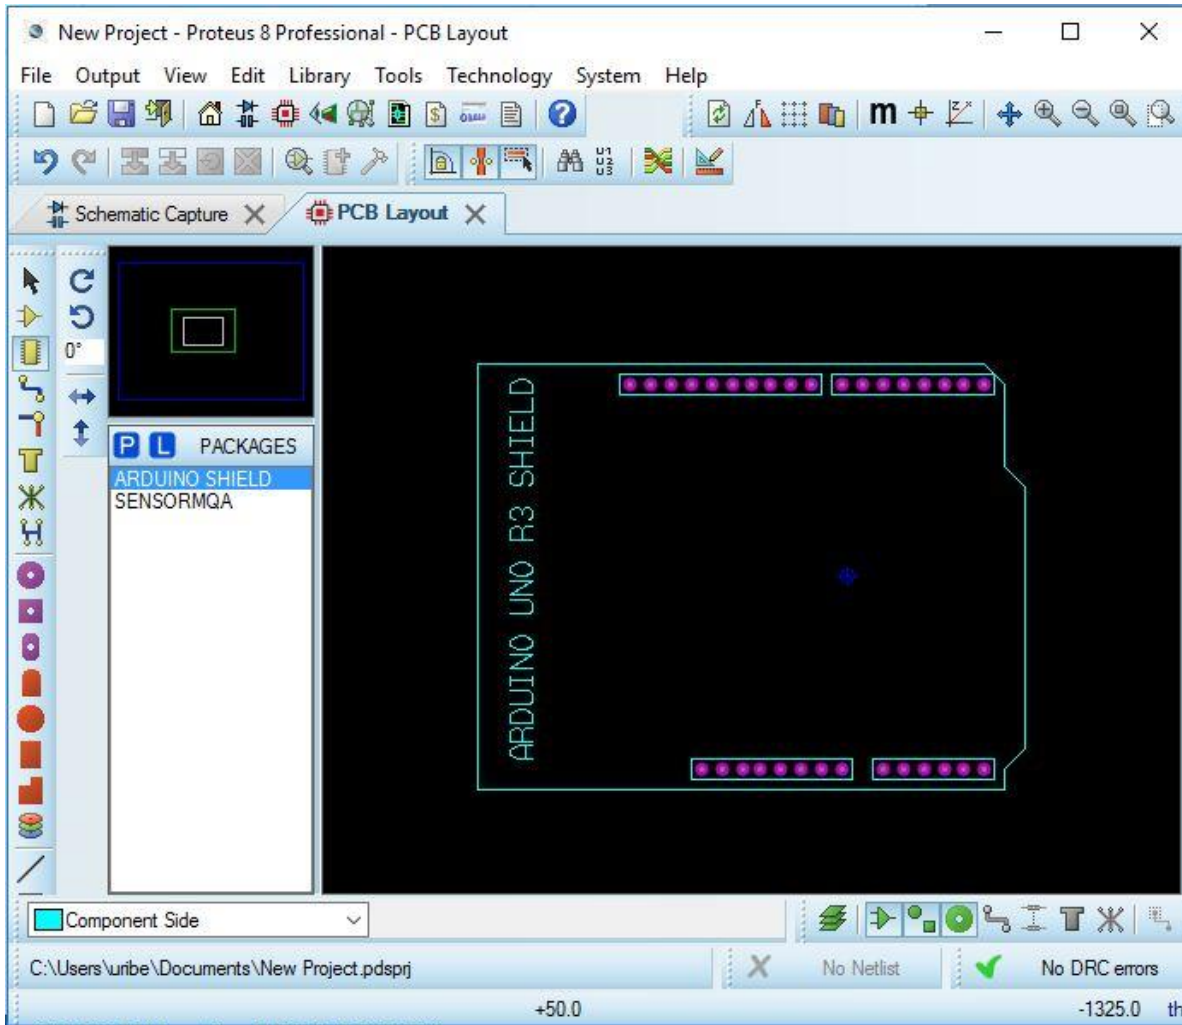 New Project - Proteus 8 Professional - PCB Layout
File Output View Edit Library Tools Technology System Help
Schematic Capture PCB Layout
0°
P L PACKAGES
ARDUINO SHIELD
SENSORMQA
ARDUINO UNO R3 SHIELD
Component Side
C:\Users\uribe\Documents\New Project.pdsprj No Netlist No DRC errors
+50.0 -1325.0 th